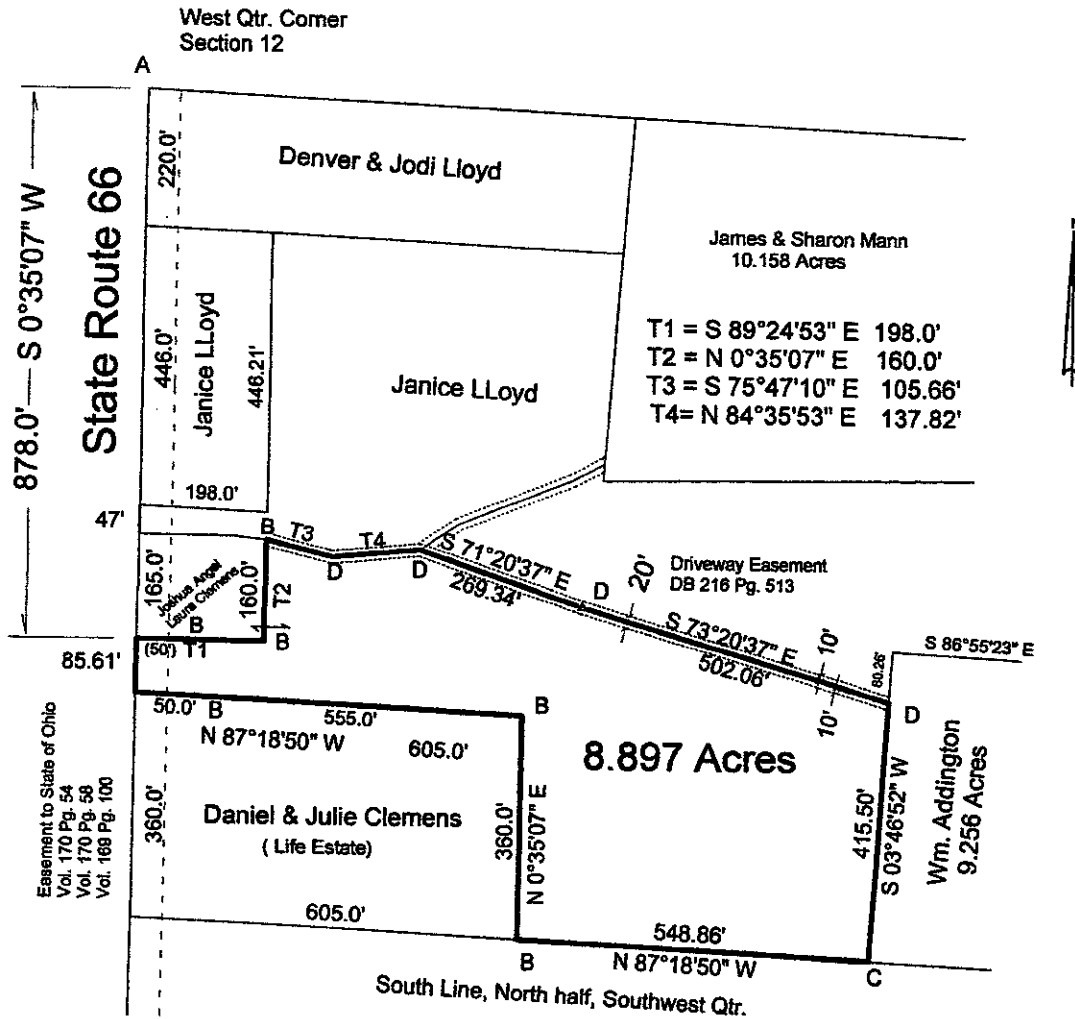 West Qtr. Corner
Section 12
A
878.0' S 0°35'07" W
State Route 66
220.0'
Denver & Jodi Lloyd
James & Sharon Mann
10.158 Acres
T1 = S 89°24'53" E 198.0'
T2 = N 0°35'07" E 160.0'
T3 = S 75°47'10" E 105.66'
T4= N 84°35'53" E 137.82'
446.0'
Janice LLoyd
446.21'
Janice LLoyd
198.0'
47'
B
T3
T4
D
D
S 71°20'37" E
269.34'
D
20'
Driveway Easement
DB 216 Pg. 513
165.0'
Joshua Angel
Laura Clemens
160.0'
T2
B
B
(50') T1
S 73°20'37" E
502.06'
10'
10'
80.26'
S 86°55'23" E
D
85.61'
50.0'
B
555.0'
B
N 87°18'50" W
605.0'
8.897 Acres
Easement to State of Ohio
Vol. 170 Pg. 54
Vol. 170 Pg. 58
Vol. 169 Pg. 100
360.0'
Daniel & Julie Clemens
( Life Estate)
360.0'
N 0°35'07" E
415.50'
S 03°46'52" W
Wm. Addington
9.256 Acres
605.0'
548.86'
B
N 87°18'50" W
C
South Line, North half, Southwest Qtr.